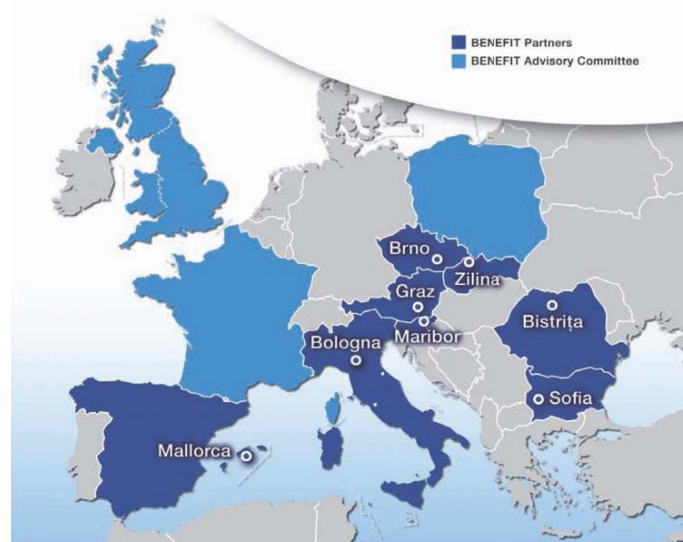 BENEFIT Partners
BENEFIT Advisory Committee
Brno
Zilina
Graz
Maribor
Bologna
Bistrița
Sofia
Mallorca